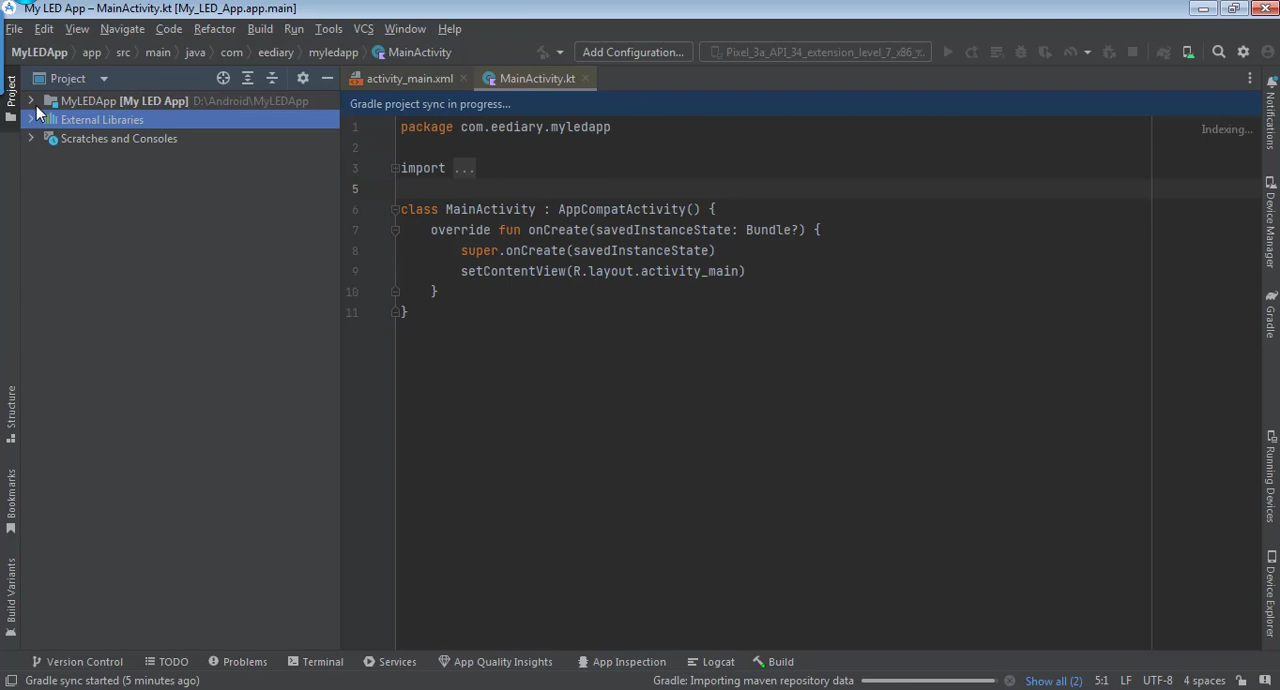 My LED App – MainActivity.kt [My_LED_App.app.main]
File Edit View Navigate Code Refactor Build Run Tools VCS Window Help
MyLEDApp app src main java com eediary myledapp MainActivity Add Configuration... Pixel_3a_API_34_extension_level_7_x86_
Project
Project
activity_main.xml
MainActivity.kt
MyLEDApp [My LED App] D:\Android\MyLEDApp
External Libraries
Scratches and Consoles
Gradle project sync in progress...
Indexing...
1 package com.eediary.myledapp
2
3 import ...
5
6 class MainActivity : AppCompatActivity() {
7 override fun onCreate(savedInstanceState: Bundle?) {
8 super.onCreate(savedInstanceState)
9 setContentView(R.layout.activity_main)
10 }
11 }
Structure
Bookmarks
Build Variants
Notifications
Device Manager
Gradle
Running Devices
Device Explorer
Version Control TODO Problems Terminal Services App Quality Insights App Inspection Logcat Build
Gradle sync started (5 minutes ago) Gradle: Importing maven repository data Show all (2) 5:1 LF UTF-8 4 spaces